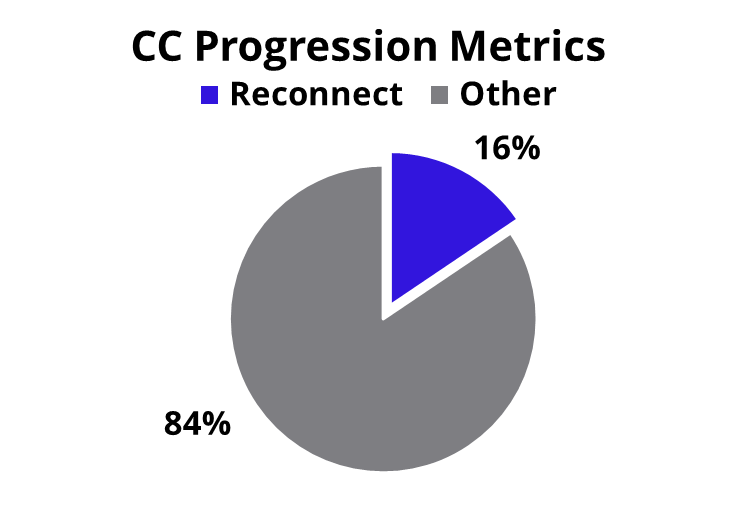 CC Progression Metrics
Reconnect Other
16%
84%